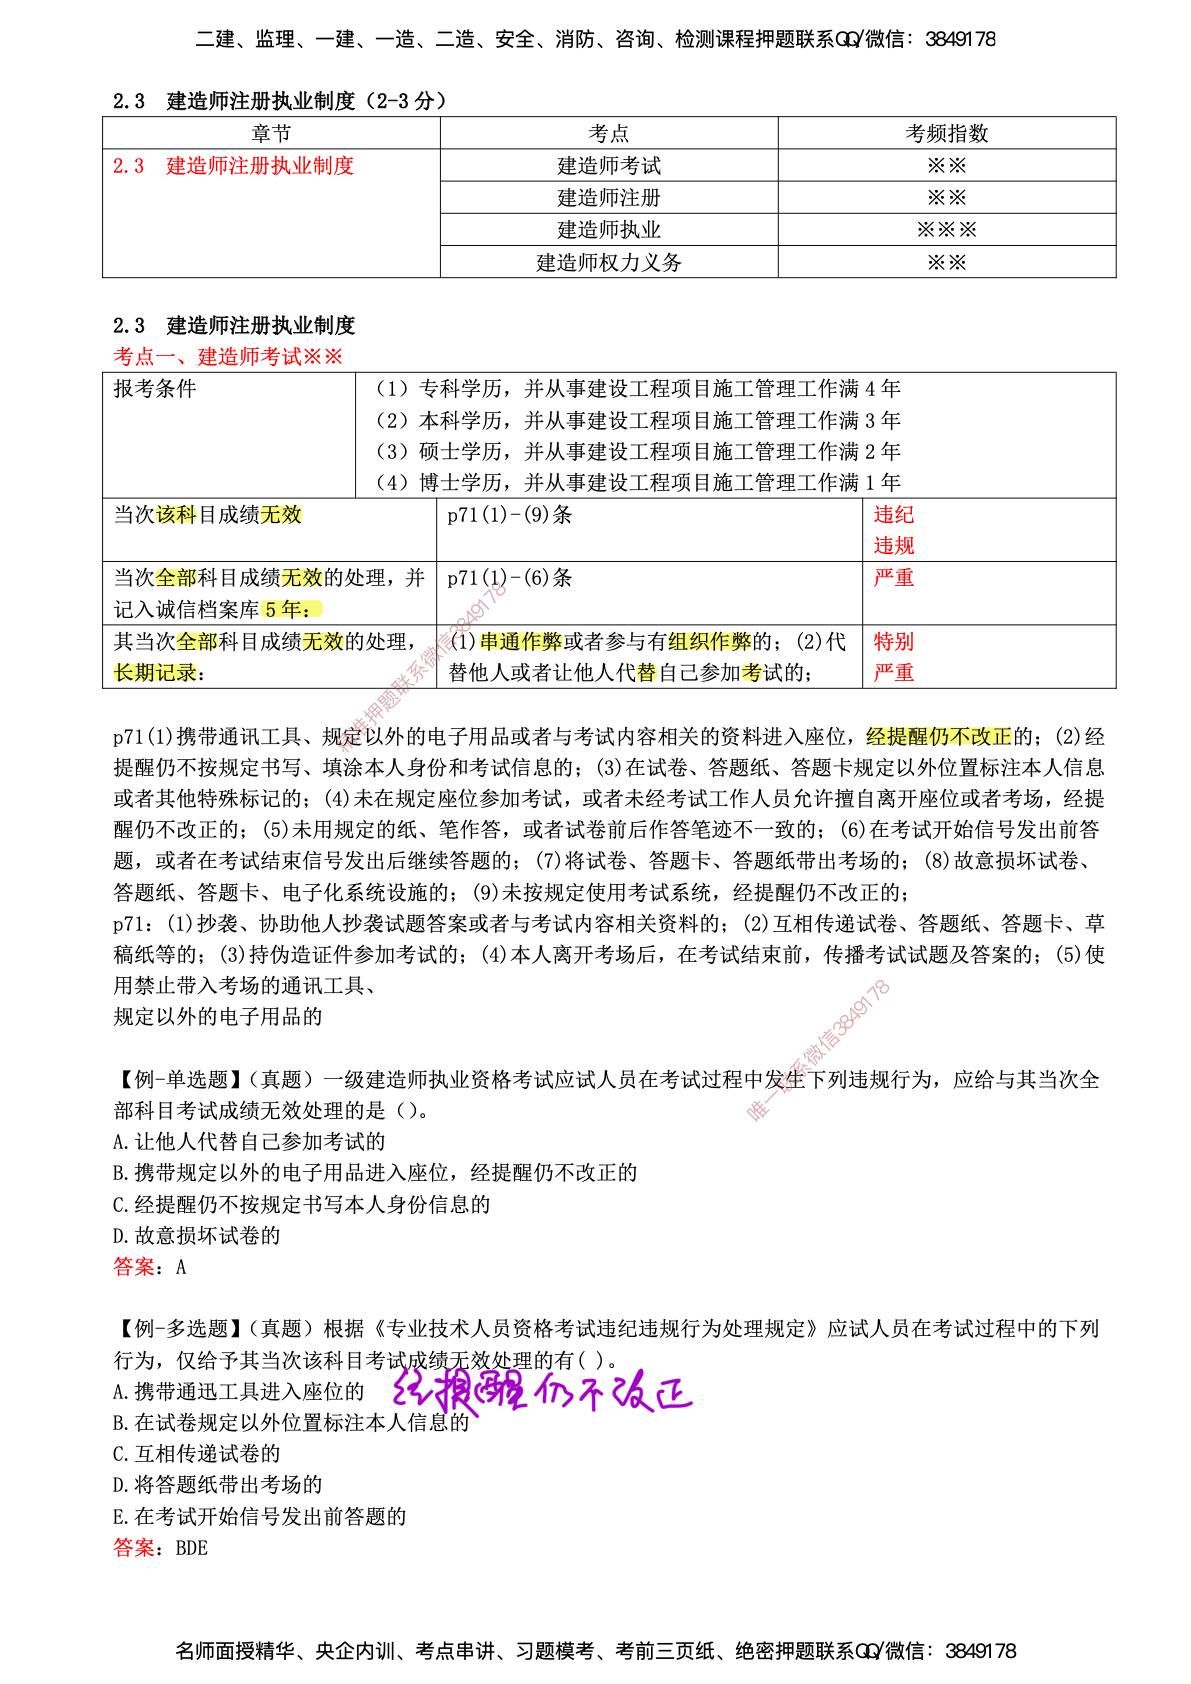 二建、监理、一建、一造、二造、安全、消防、咨询、检测课程押题联系QQ/微信：3849178
2.3 建造师注册执业制度（2-3 分）
章节 考点 考频指数
2.3 建造师注册执业制度 建造师考试 ※※
建造师注册 ※※
建造师执业 ※※※
建造师权力义务 ※※
2.3 建造师注册执业制度
考点一、建造师考试※※
报考条件 （1）专科学历，并从事建设工程项目施工管理工作满 4 年
（2）本科学历，并从事建设工程项目施工管理工作满 3 年
（3）硕士学历，并从事建设工程项目施工管理工作满 2 年
（4）博士学历，并从事建设工程项目施工管理工作满 1 年
当次该科目成绩无效 p71(1)-(9)条 违纪
违规
当次全部科目成绩无效的处理，并 p71(1)-(6)条 严重
记入诚信档案库 5 年：
其当次全部科目成绩无效的处理， (1)串通作弊或者参与有组织作弊的；(2)代 特别
长期记录： 替他人或者让他人代替自己参加考试的； 严重
精准押题联系微信3849178
p71(1)携带通讯工具、规定以外的电子用品或者与考试内容相关的资料进入座位，经提醒仍不改正的；(2)经
提醒仍不按规定书写、填涂本人身份和考试信息的；(3)在试卷、答题纸、答题卡规定以外位置标注本人信息
或者其他特殊标记的；(4)未在规定座位参加考试，或者未经考试工作人员允许擅自离开座位或者考场，经提
醒仍不改正的；(5)未用规定的纸、笔作答，或者试卷前后作答笔迹不一致的；(6)在考试开始信号发出前答
题，或者在考试结束信号发出后继续答题的；(7)将试卷、答题卡、答题纸带出考场的；(8)故意损坏试卷、
答题纸、答题卡、电子化系统设施的；(9)未按规定使用考试系统，经提醒仍不改正的；
p71：(1)抄袭、协助他人抄袭试题答案或者与考试内容相关资料的；(2)互相传递试卷、答题纸、答题卡、草
稿纸等的；(3)持伪造证件参加考试的；(4)本人离开考场后，在考试结束前，传播考试试题及答案的；(5)使
用禁止带入考场的通讯工具、
规定以外的电子用品的
唯一联系微信3849178
【例-单选题】（真题）一级建造师执业资格考试应试人员在考试过程中发生下列违规行为，应给与其当次全
部科目考试成绩无效处理的是（）。
A.让他人代替自己参加考试的
B.携带规定以外的电子用品进入座位，经提醒仍不改正的
C.经提醒仍不按规定书写本人身份信息的
D.故意损坏试卷的
答案：A
【例-多选题】（真题）根据《专业技术人员资格考试违纪违规行为处理规定》应试人员在考试过程中的下列
行为，仅给予其当次该科目考试成绩无效处理的有( )。
A.携带通迅工具进入座位的 经提醒仍不改正
B.在试卷规定以外位置标注本人信息的
C.互相传递试卷的
D.将答题纸带出考场的
E.在考试开始信号发出前答题的
答案：BDE
名师面授精华、央企内训、考点串讲、习题模考、考前三页纸、绝密押题联系QQ/微信：3849178